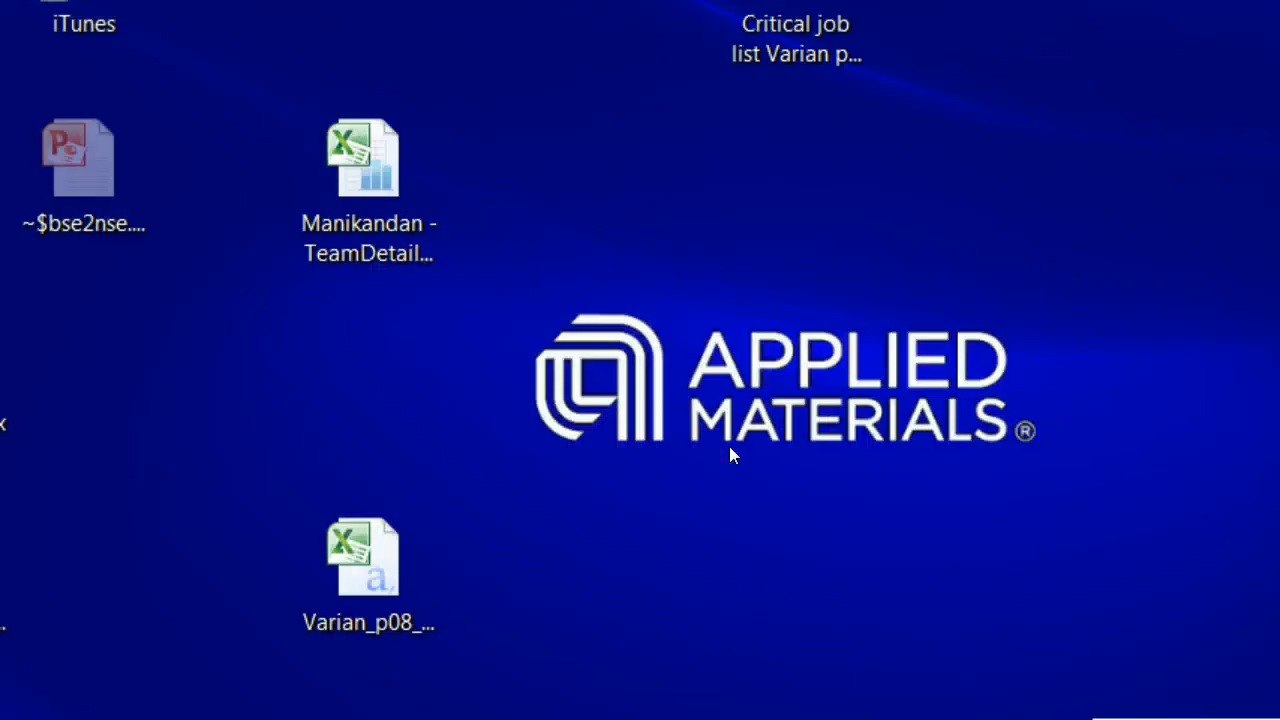 iTunes
Critical job
list Varian p...
~$bse2nse....
Manikandan -
TeamDetail...
APPLIED
MATERIALS®
x
Varian_p08_...
..